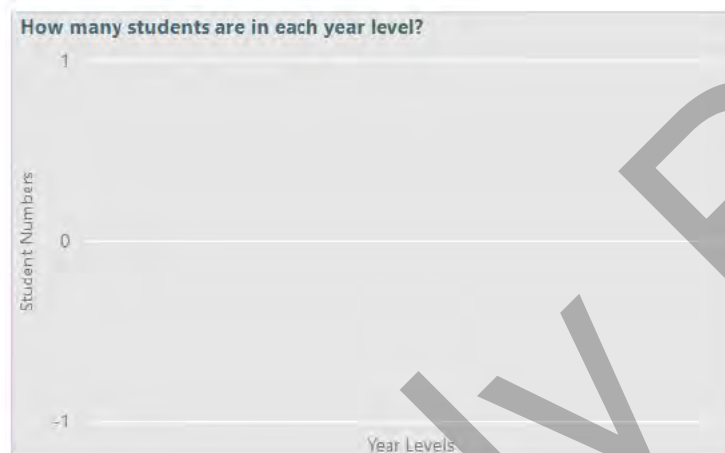 How many students are in each year level?
1
Student Numbers
0
-1
Year Levels